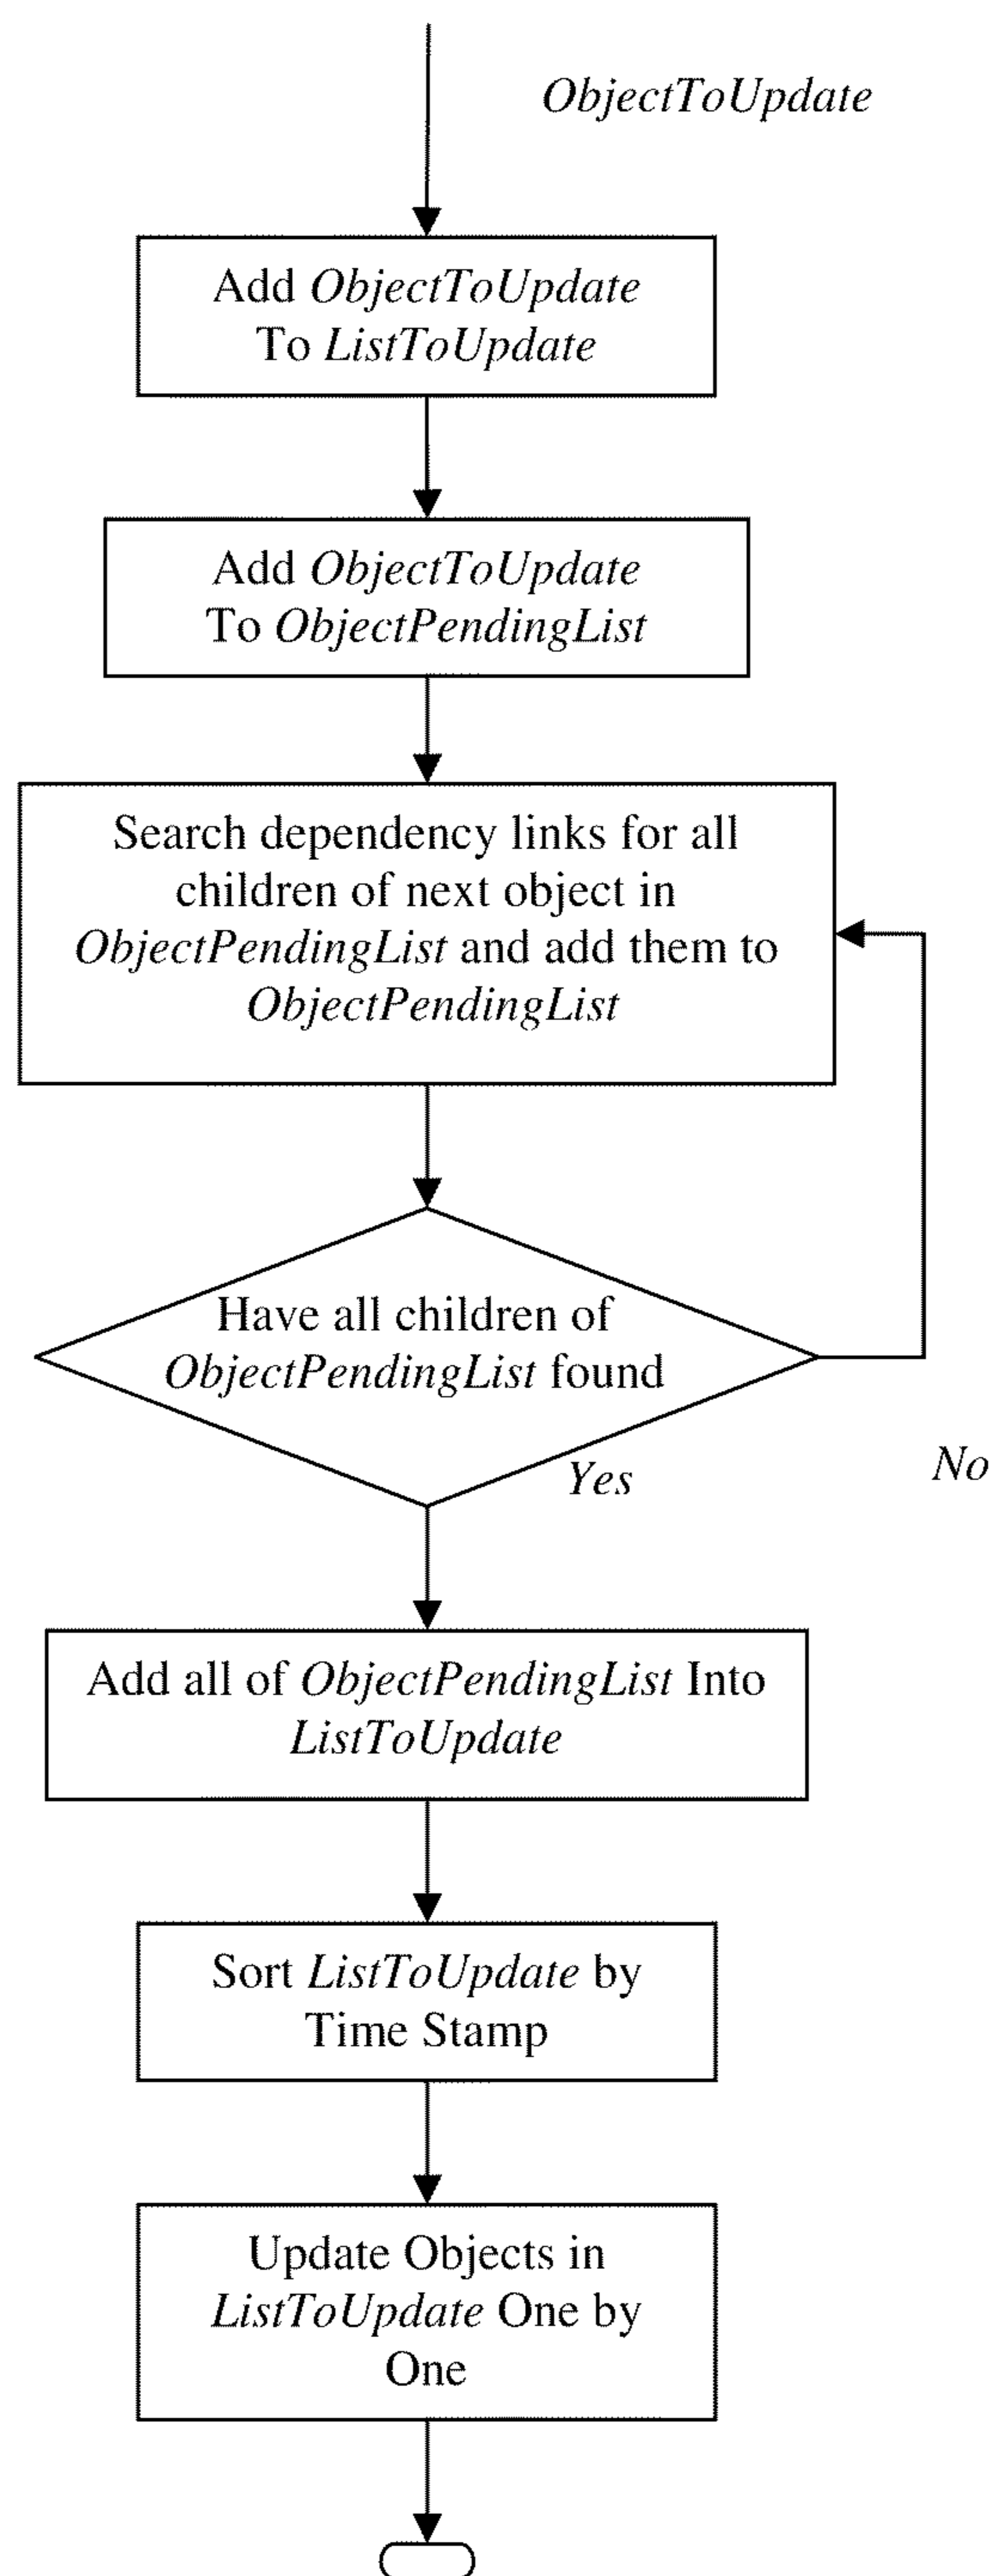 ObjectToUpdate
Add ObjectToUpdate
To ListToUpdate
Add ObjectToUpdate
To ObjectPendingList
Search dependency links for all
children of next object in
ObjectPendingList and add them to
ObjectPendingList
Have all children of
ObjectPendingList found
Yes
No
Add all of ObjectPendingList Into
ListToUpdate
Sort ListToUpdate by
Time Stamp
Update Objects in
ListToUpdate One by
One